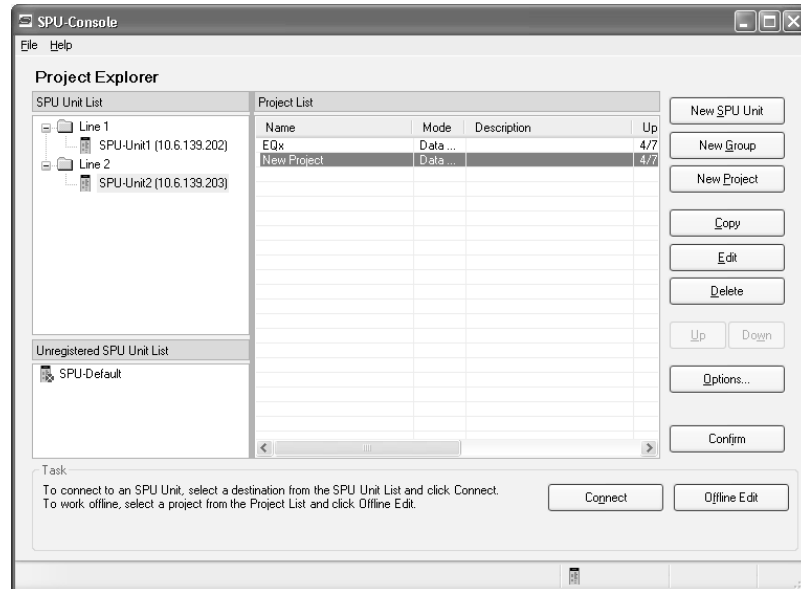 SPU-Console
File Help
Project Explorer
SPU Unit List
Line 1
SPU-Unit1 (10.6.139.202)
Line 2
SPU-Unit2 (10.6.139.203)
Unregistered SPU Unit List
SPU-Default
Project List
Name Mode Description Up
EQx Data ... 4/7
New Project Data ... 4/7
New SPU Unit
New Group
New Project
Copy
Edit
Delete
Up Down
Options...
Confirm
Task
To connect to an SPU Unit, select a destination from the SPU Unit List and click Connect.
To work offline, select a project from the Project List and click Offline Edit.
Connect Offline Edit